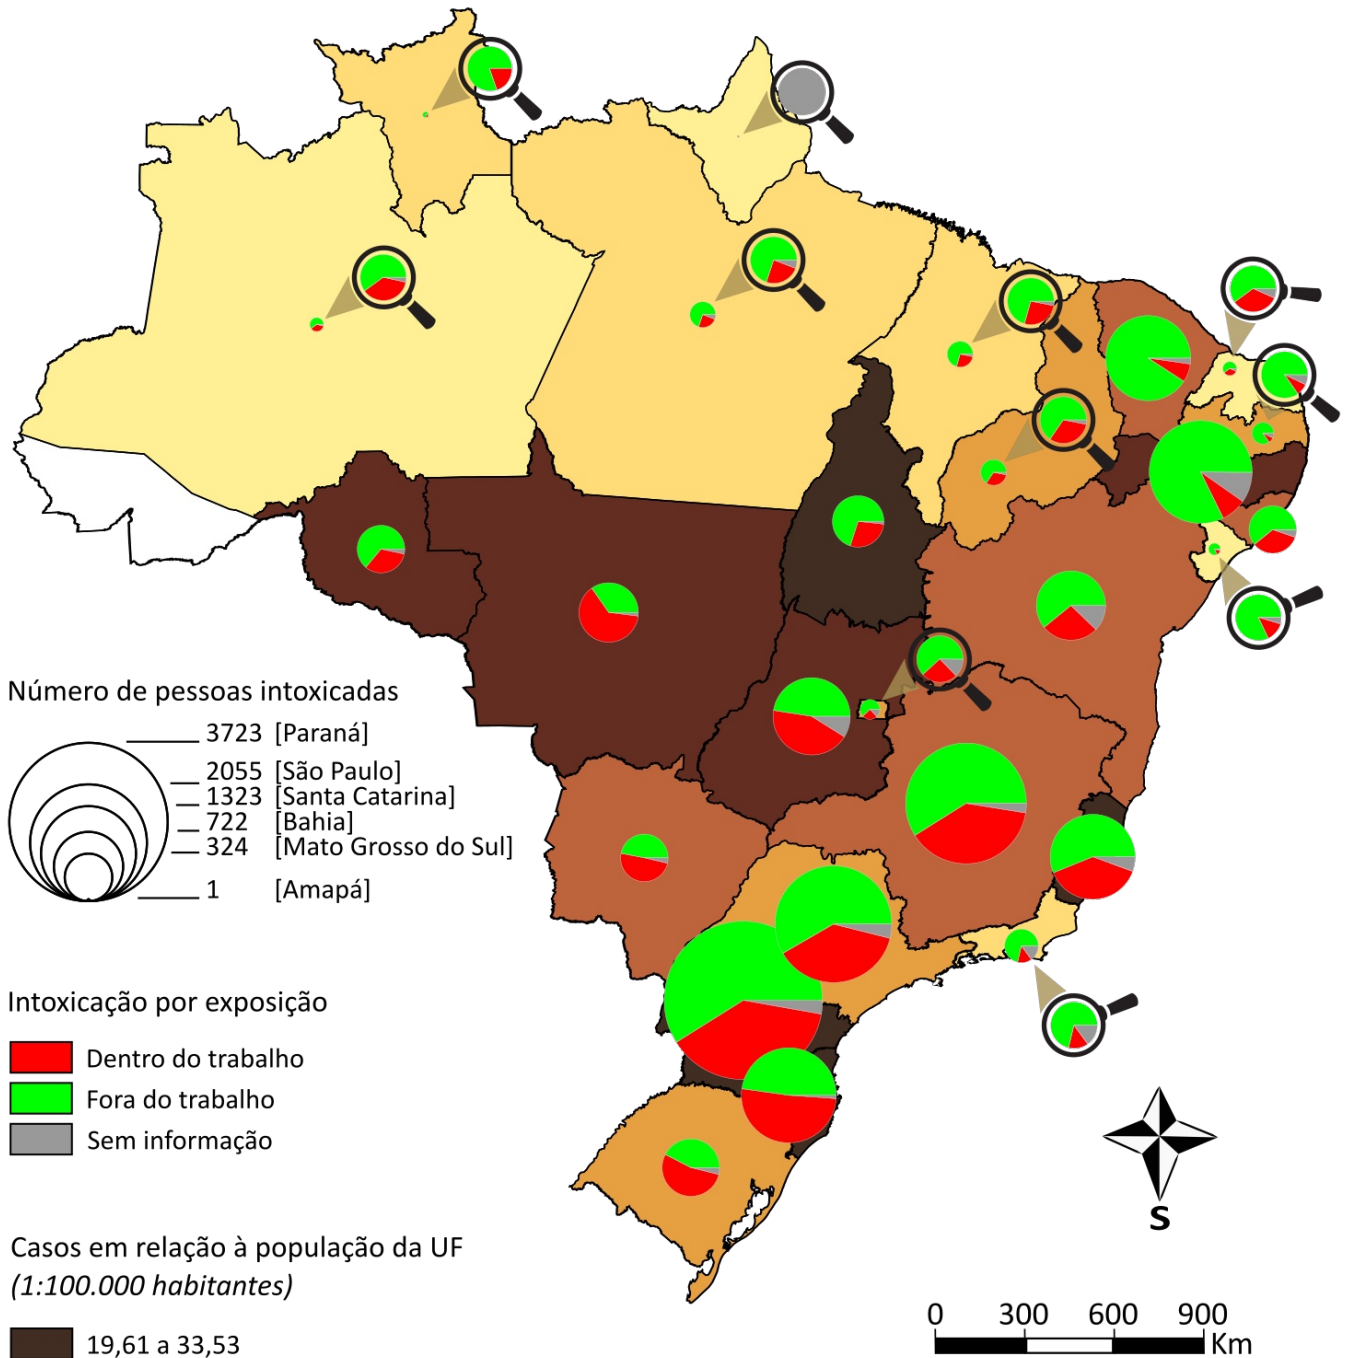 Número de pessoas intoxicadas
3723 [Paraná]
2055 [São Paulo]
1323 [Santa Catarina]
722 [Bahia]
324 [Mato Grosso do Sul]
1 [Amapá]
Intoxicação por exposição
Dentro do trabalho
Fora do trabalho
Sem informação
Casos em relação à população da UF
(1:100.000 habitantes)
19,61 a 33,53
S
0 300 600 900
Km